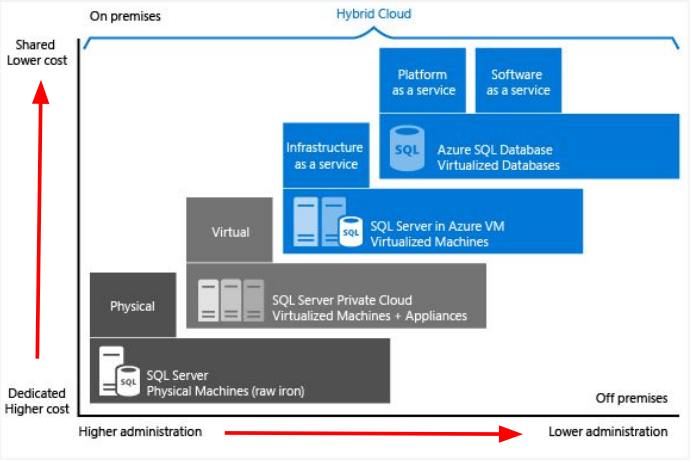 On premises
Hybrid Cloud
Shared
Lower cost
Platform
as a service
Software
as a service
SQL
Azure SQL Database
Virtualized Databases
Infrastructure
as a service
SQL
SQL Server in Azure VM
Virtualized Machines
Virtual
SQL Server Private Cloud
Virtualized Machines + Appliances
Physical
SQL
SQL Server
Physical Machines (raw iron)
Dedicated
Higher cost
Off premises
Higher administration
Lower administration